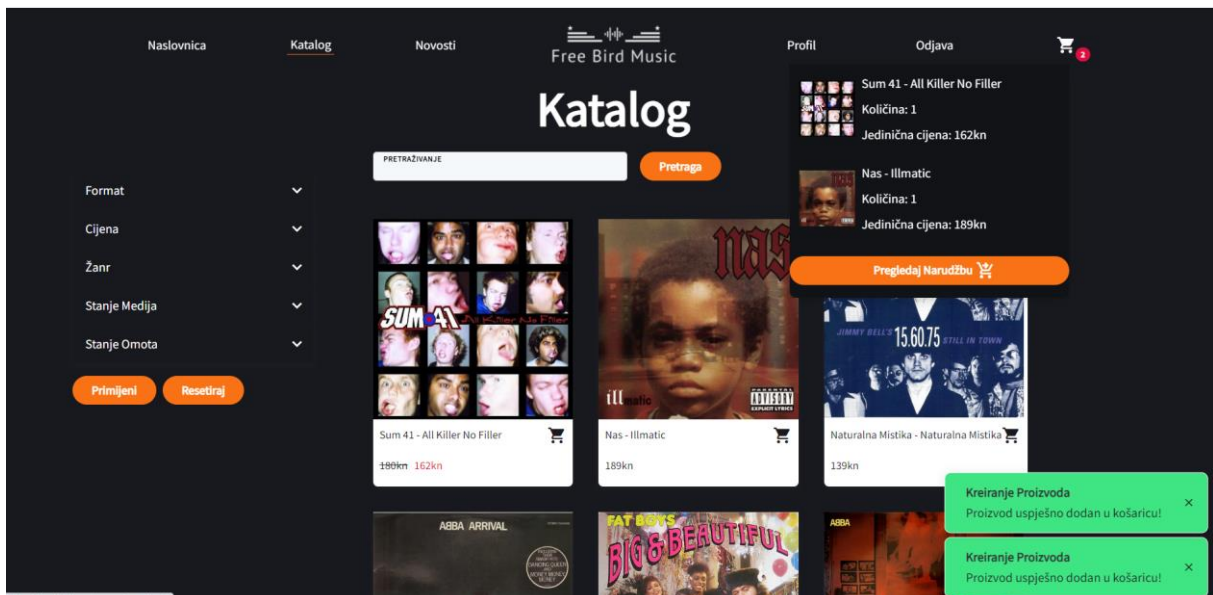 Naslovnica
Katalog
Novosti
Free Bird Music
Profil
Odjava
2
Katalog
Sum 41 - All Killer No Filler
Količina: 1
Jedinična cijena: 162kn
Nas - Illmatic
Količina: 1
Jedinična cijena: 189kn
Pregledaj Narudžbu
PRETRAŽIVANJE
Pretraga
Format
Cijena
Žanr
Stanje Medija
Stanje Omota
Primijeni
Resetiraj
SUM 41 All Killer No Filler
nas
illmatic
PARENTAL
ADVISORY
EXPLICIT LYRICS
JIMMY BELL'S 15.60.75 STILL IN TOWN
Sum 41 - All Killer No Filler
180kn 162kn
Nas - Illmatic
189kn
Naturalna Mistika - Naturalna Mistika
139kn
ABBA ARRIVAL
FAT BOYS
BIG & BEAUTIFUL
ABBA
Kreiranje Proizvoda
Proizvod uspješno dodan u košaricu!
Kreiranje Proizvoda
Proizvod uspješno dodan u košaricu!